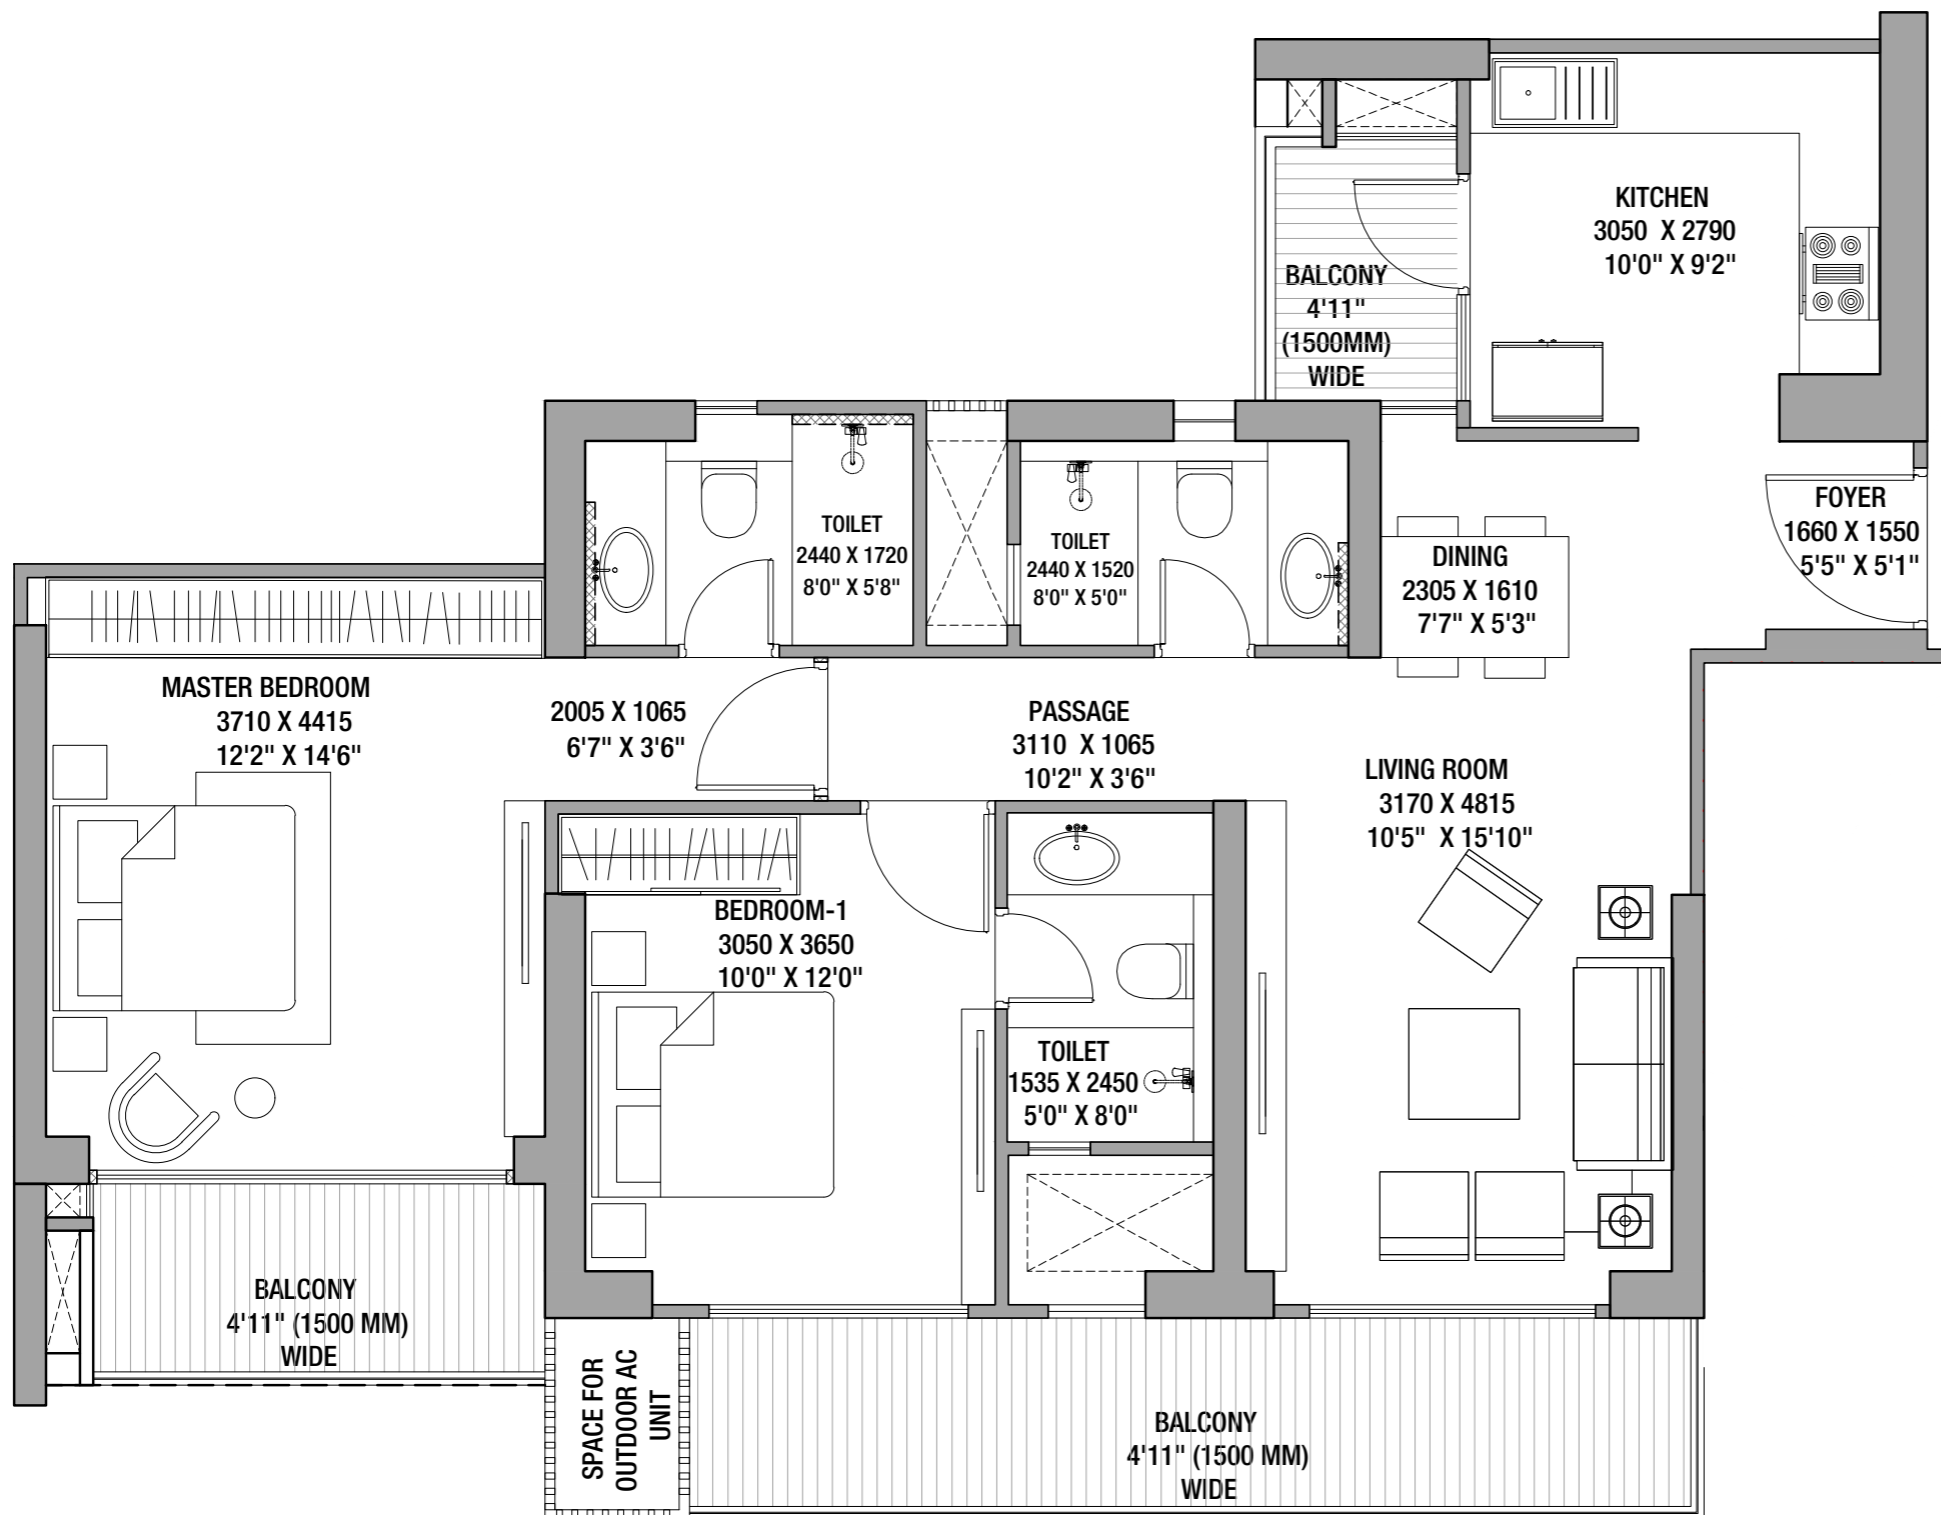 KITCHEN
3050 X 2790
10'0" X 9'2"
BALCONY
4'11"
(1500MM)
WIDE
FOYER
1660 X 1550
5'5" X 5'1"
TOILET
2440 X 1720
8'0" X 5'8"
TOILET
2440 X 1520
8'0" X 5'0"
DINING
2305 X 1610
7'7" X 5'3"
MASTER BEDROOM
3710 X 4415
12'2" X 14'6"
2005 X 1065
6'7" X 3'6"
PASSAGE
3110 X 1065
10'2" X 3'6"
LIVING ROOM
3170 X 4815
10'5" X 15'10"
BEDROOM-1
3050 X 3650
10'0" X 12'0"
TOILET
1535 X 2450
5'0" X 8'0"
BALCONY
4'11" (1500 MM)
WIDE
SPACE FOR
OUTDOOR AC
UNIT
BALCONY
4'11" (1500 MM)
WIDE